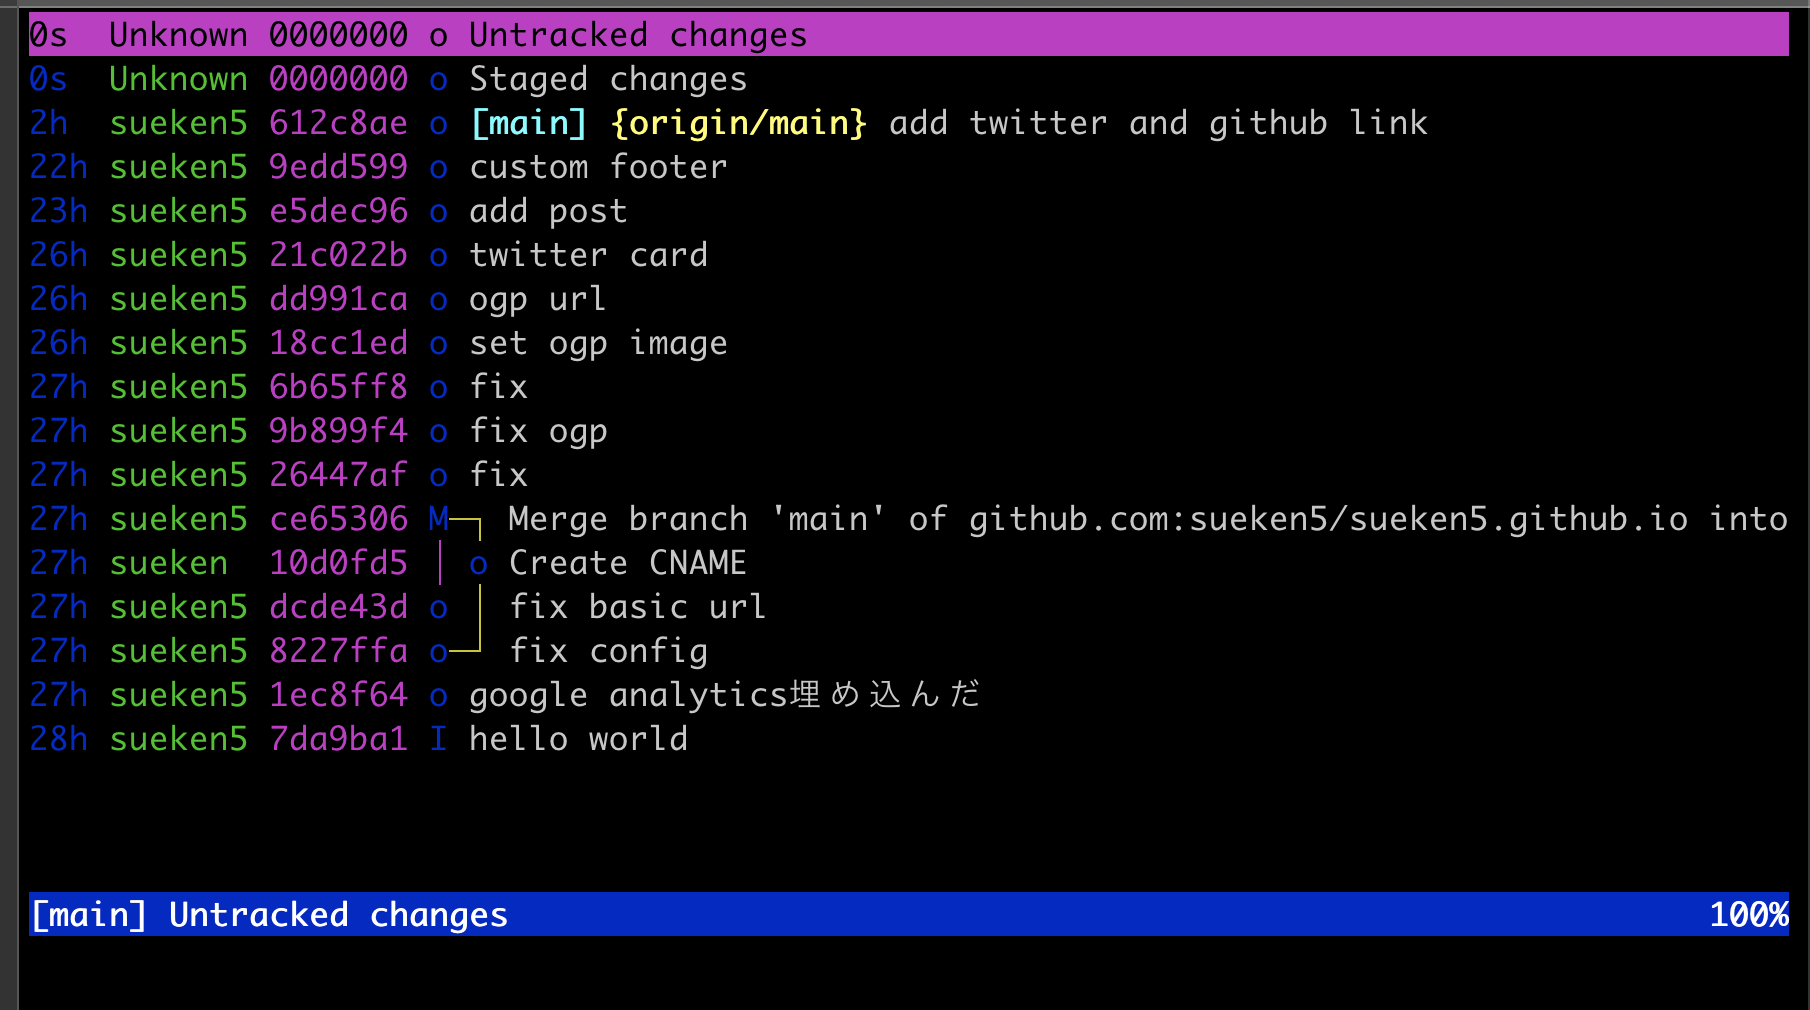 0s  Unknown 0000000 o Untracked changes
0s  Unknown 0000000 o Staged changes
2h  sueken5 612c8ae o [main] {origin/main} add twitter and github link
22h sueken5 9edd599 o custom footer
23h sueken5 e5dec96 o add post
26h sueken5 21c022b o twitter card
26h sueken5 dd991ca o ogp url
26h sueken5 18cc1ed o set ogp image
27h sueken5 6b65ff8 o fix
27h sueken5 9b899f4 o fix ogp
27h sueken5 26447af o fix
27h sueken5 ce65306 M─┐ Merge branch 'main' of github.com:sueken5/sueken5.github.io into
27h sueken  10d0fd5 │ o Create CNAME
27h sueken5 dcde43d o │ fix basic url
27h sueken5 8227ffa o─┘ fix config
27h sueken5 1ec8f64 o google analytics埋め込んだ
28h sueken5 7da9ba1 I hello world
[main] Untracked changes 100%